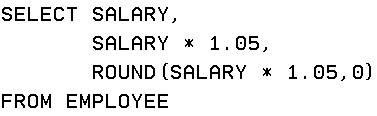 SELECT SALARY,
       SALARY * 1.05,
       ROUND(SALARY * 1.05,0)
FROM EMPLOYEE